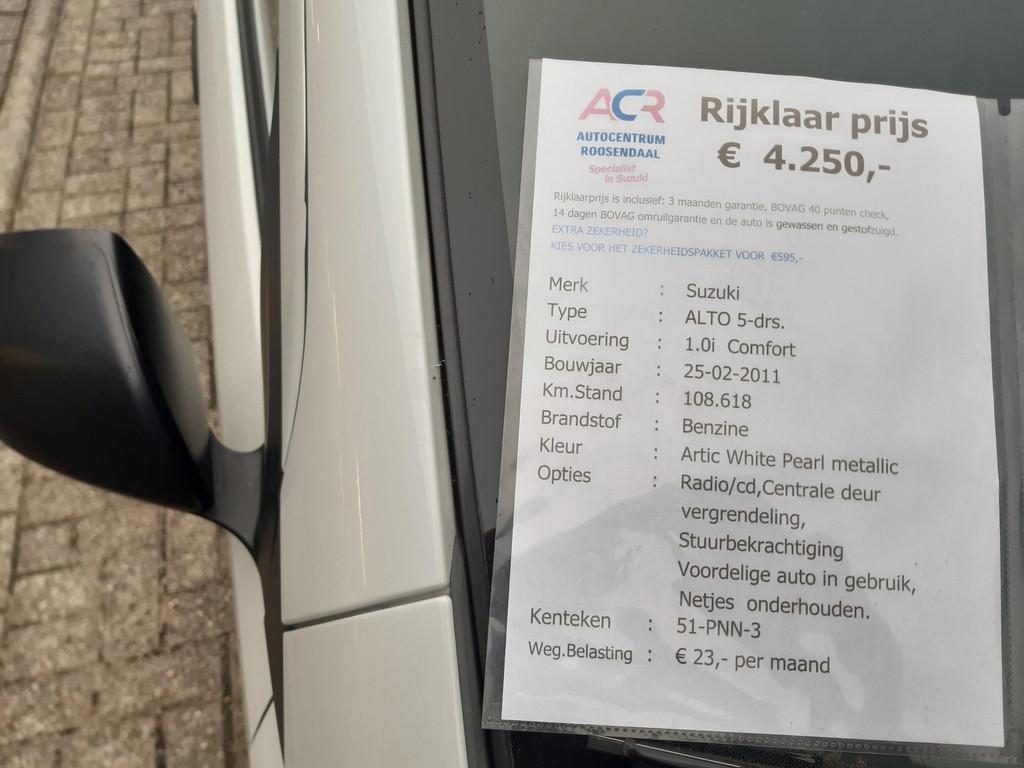 ACR
AUTOCENTRUM
ROOSENDAAL
Specialist
in Suzuki
Rijklaar prijs
€ 4.250,-
Rijklaarprijs is inclusief: 3 maanden garantie, BOVAG 40 punten check,
14 dagen BOVAG omruilgarantie en de auto is gewassen en gestofzuigd.
EXTRA ZEKERHEID?
KIES VOOR HET ZEKERHEIDSPAKKET VOOR €595,-
Merk : Suzuki
Type : ALTO 5-drs.
Uitvoering : 1.0i Comfort
Bouwjaar : 25-02-2011
Km.Stand : 108.618
Brandstof : Benzine
Kleur : Artic White Pearl metallic
Opties : Radio/cd,Centrale deur
vergrendeling,
Stuurbekrachtiging
Voordelige auto in gebruik,
Netjes onderhouden.
Kenteken : 51-PNN-3
Weg.Belasting : € 23,- per maand